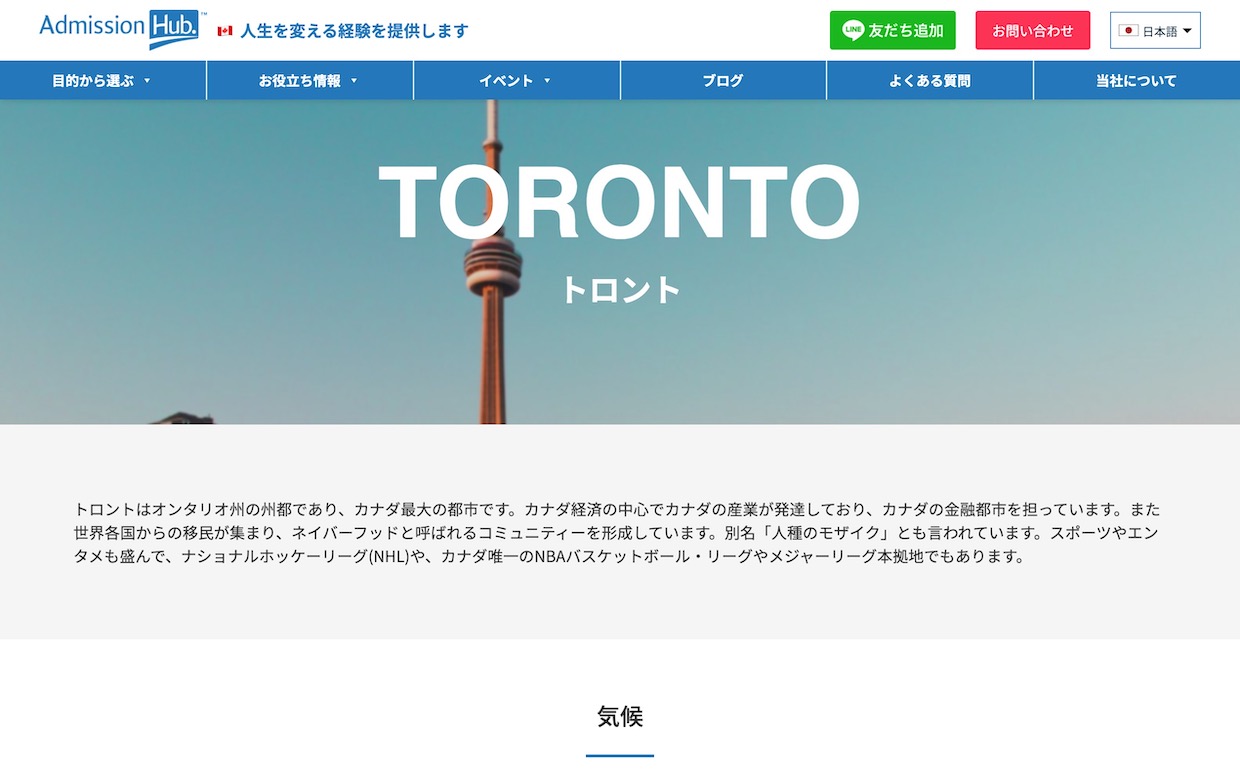 Admission Hub.™
人生を変える経験を提供します
LINE 友だち追加
お問い合わせ
日本語
目的から選ぶ
お役立ち情報
イベント
ブログ
よくある質問
当社について
TORONTO
トロント
トロントはオンタリオ州の州都であり、カナダ最大の都市です。カナダ経済の中心でカナダの産業が発達しており、カナダの金融都市を担っています。また
世界各国からの移民が集まり、ネイバーフッドと呼ばれるコミュニティーを形成しています。別名「人種のモザイク」とも言われています。スポーツやエン
タメも盛んで、ナショナルホッケーリーグ(NHL)や、カナダ唯一のNBAバスケットボール・リーグやメジャーリーグ本拠地でもあります。
気候